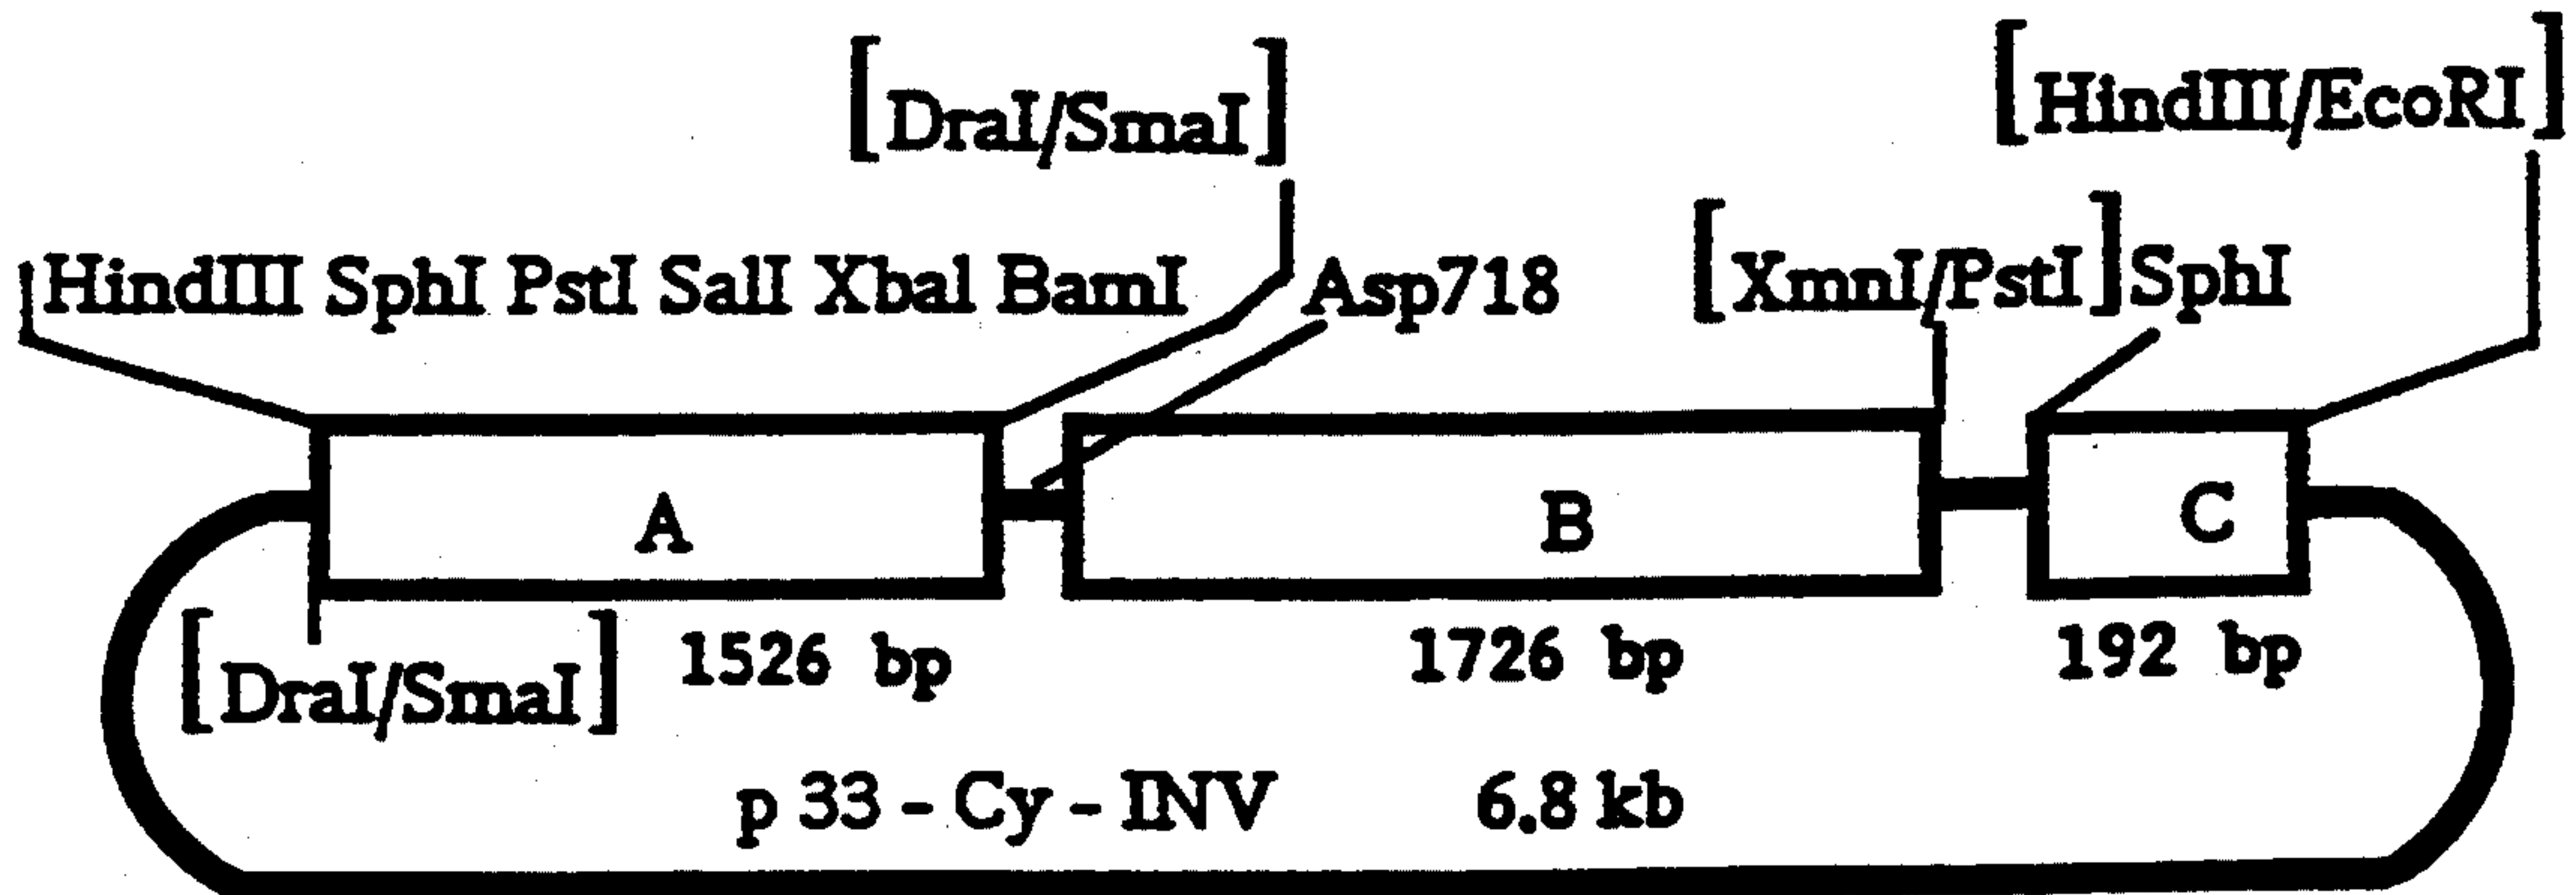 [DraI/SmaI]
[HindIII/EcoRI]
HindIII SphI PstI SalI XbaI BamI
Asp718
[XmnI/PstI] SphI
A
B
C
[DraI/SmaI]
1526 bp
1726 bp
192 bp
p 33 - Cy - INV
6.8 kb